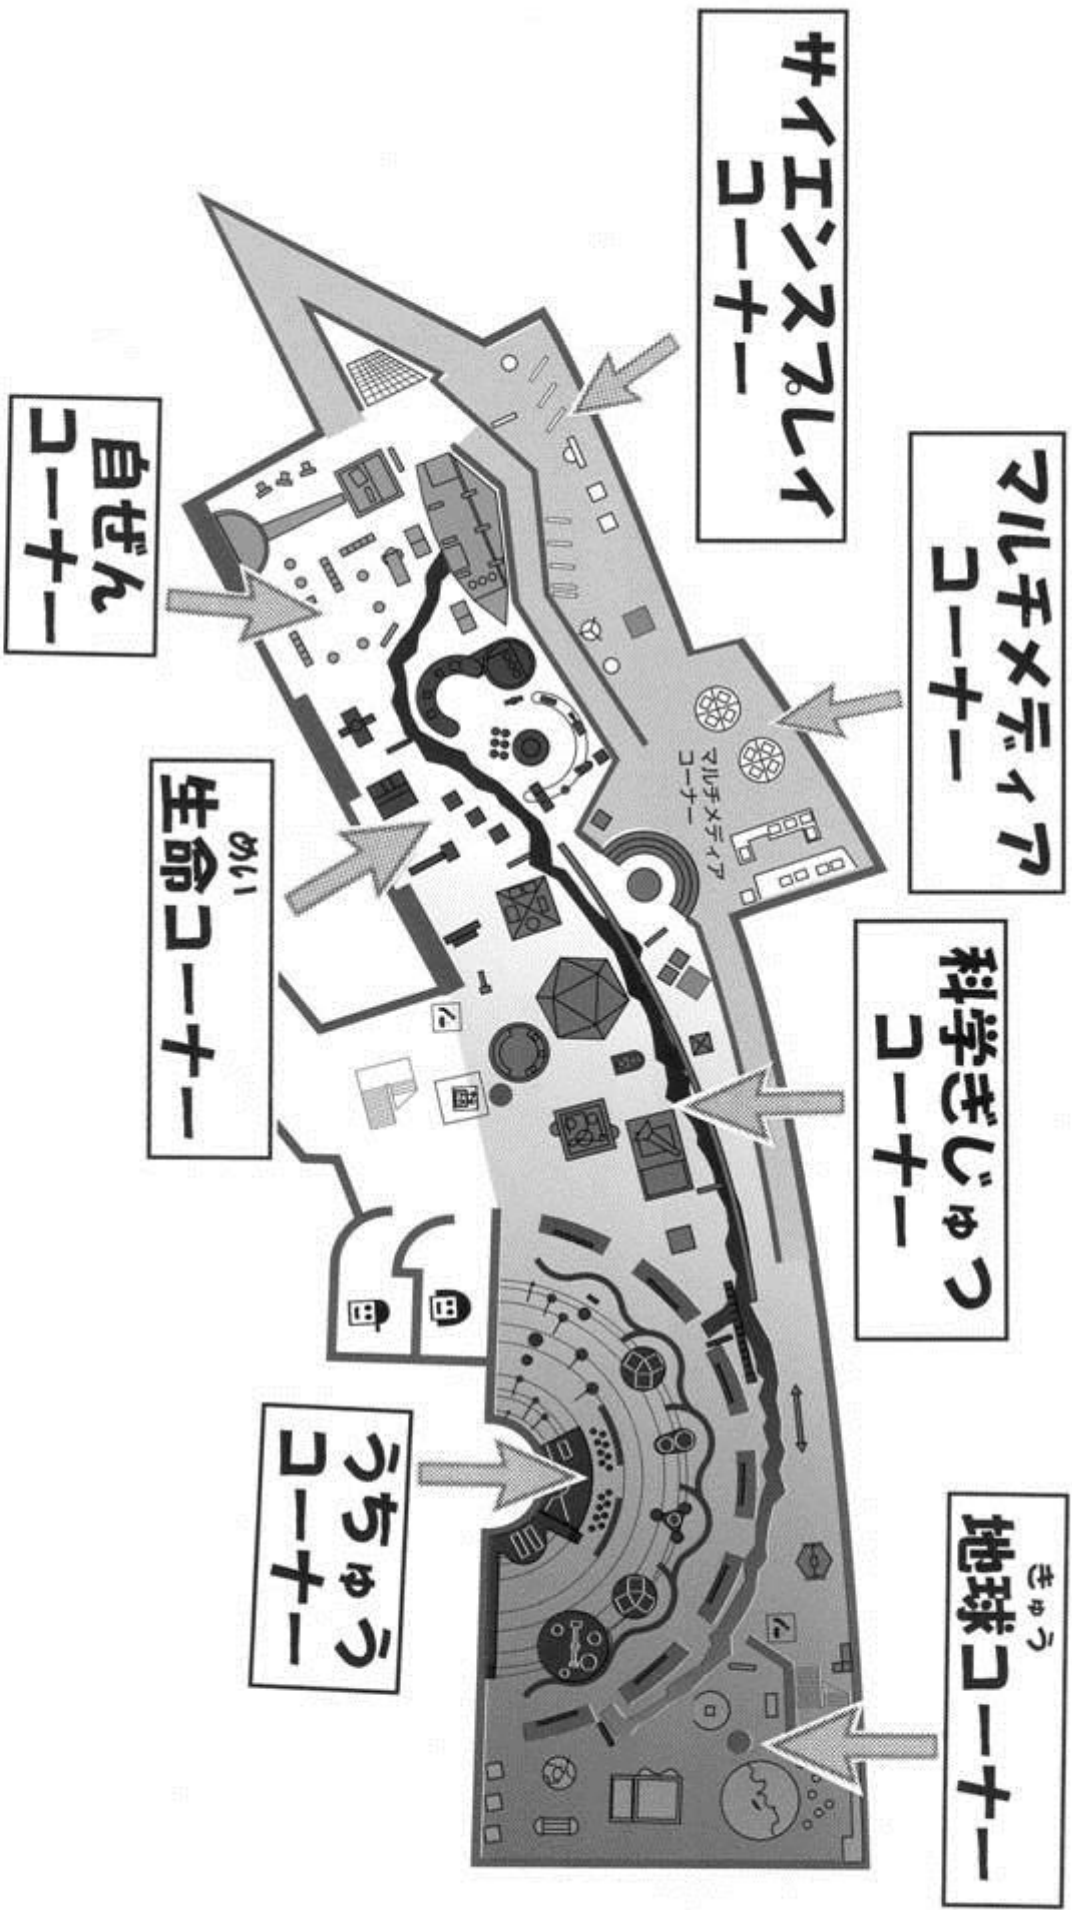 サイエンスプレイ
コーナー
マルチメディア
コーナー
科学ぎじゅつ
コーナー
きゅう
地球コーナー
マルチメディア
コーナー
自ぜん
コーナー
めい
生命コーナー
うちゅう
コーナー